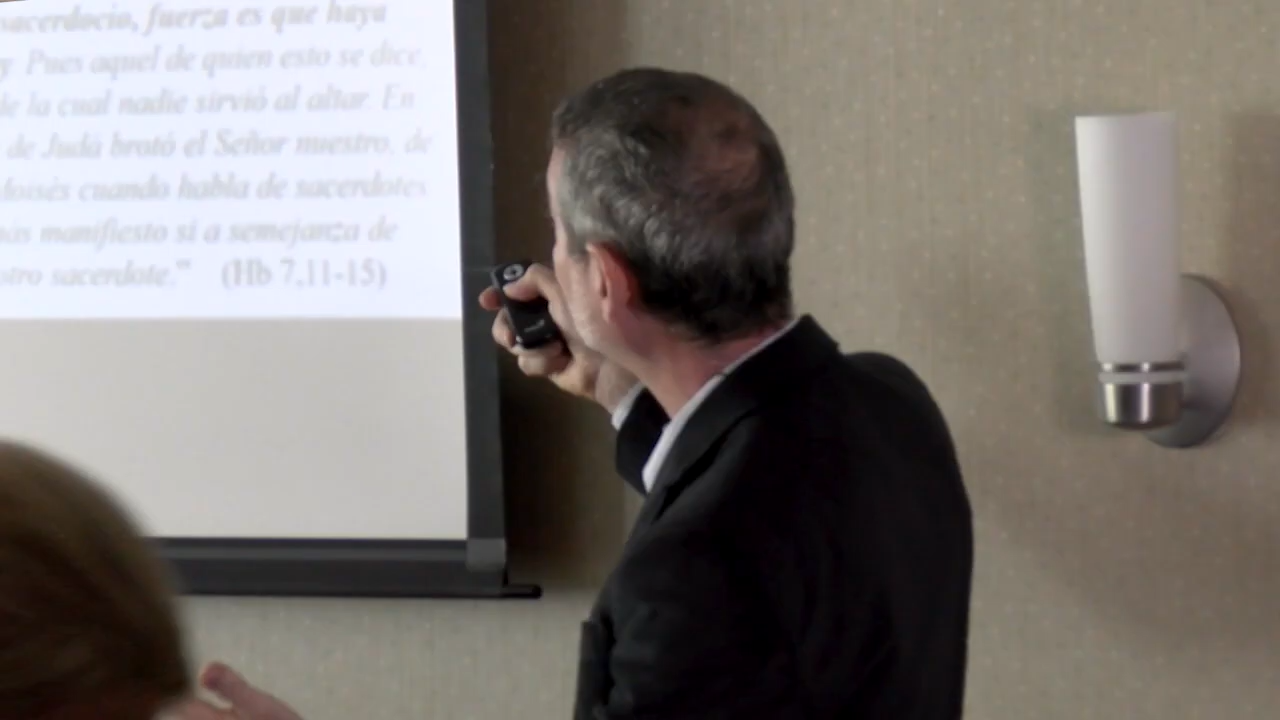 sacerdocio, fuerza es que haya
y. Pues aquel de quien esto se dice,
de la cual nadie sirvió al altar. En
de Judá brotó el Señor nuestro, de
Moisés cuando habla de sacerdotes
más manifiesto si a semejanza de
otro sacerdote.” (Hb 7,11-15)